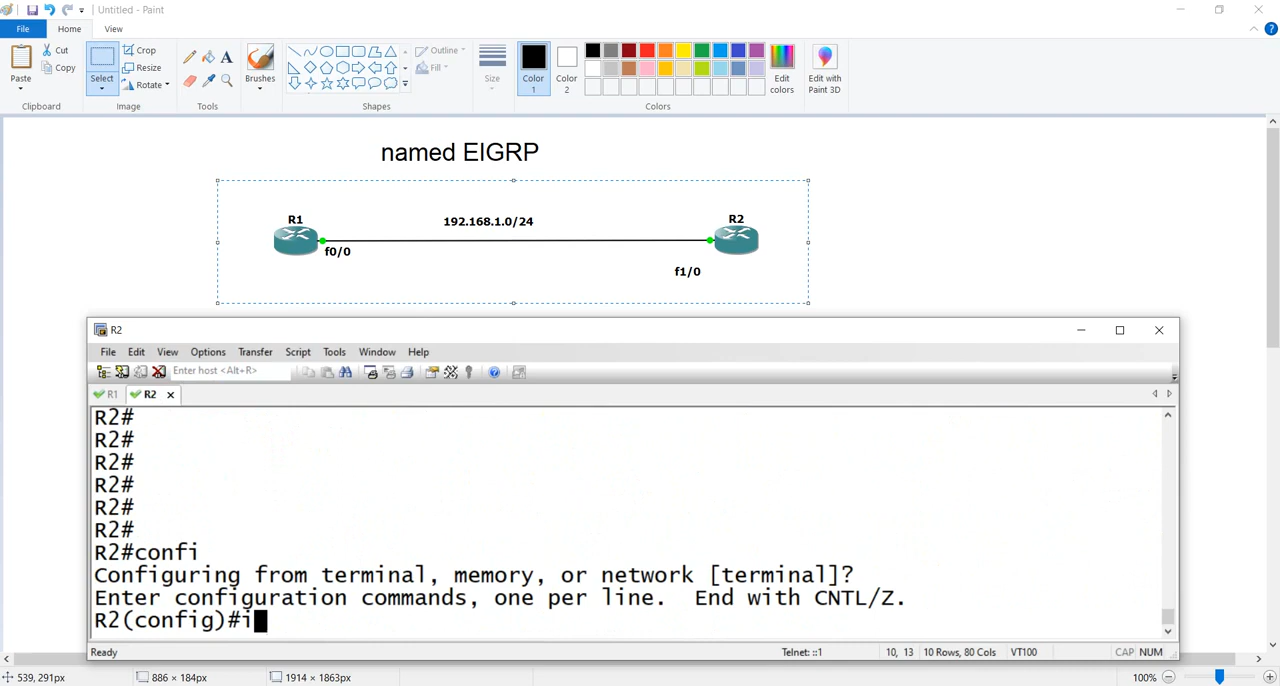 Untitled - Paint
File
Home
View
Paste
Cut
Copy
Clipboard
Select
Crop
Resize
Rotate
Image
Tools
Brushes
Shapes
Outline
Fill
Size
Color
1
Color
2
Edit
colors
Colors
Edit with
Paint 3D
named EIGRP
R1
192.168.1.0/24
R2
f0/0
f1/0
R2
File Edit View Options Transfer Script Tools Window Help
Enter host <Alt+R>
R1
R2
R2#
R2#
R2#
R2#
R2#
R2#
R2#confi
Configuring from terminal, memory, or network [terminal]?
Enter configuration commands, one per line.  End with CNTL/Z.
R2(config)#i
Ready
Telnet: ::1
10, 13
10 Rows, 80 Cols
VT100
CAP
NUM
539, 291px
886 × 184px
1914 × 1863px
100%